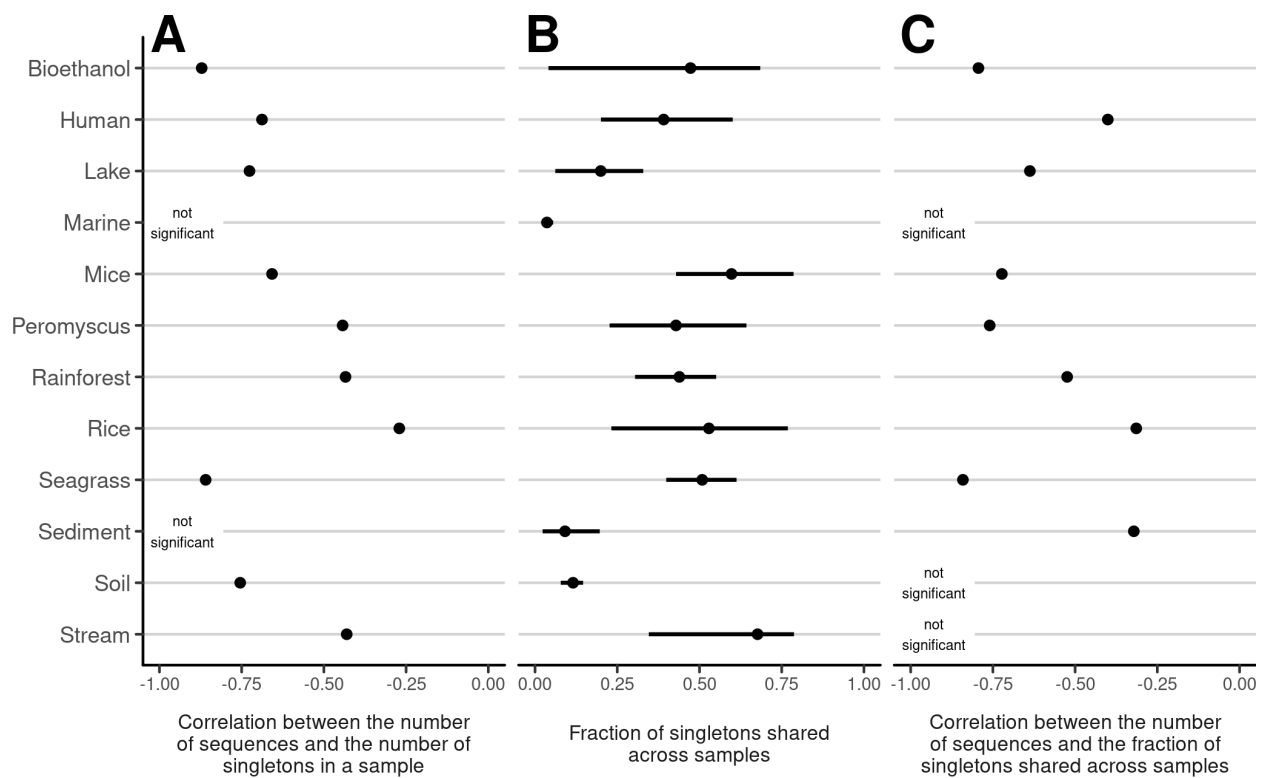 A
B
C
Bioethanol
Human
Lake
Marine
not
significant
not
significant
Mice
Peromyscus
Rainforest
Rice
Seagrass
Sediment
not
significant
Soil
not
significant
Stream
not
significant
-1.00 -0.75 -0.50 -0.25 0.00
0.00 0.25 0.50 0.75 1.00
-1.00 -0.75 -0.50 -0.25 0.00
Correlation between the number
of sequences and the number of
singletons in a sample
Fraction of singletons shared
across samples
Correlation between the number
of sequences and the fraction of
singletons shared across samples